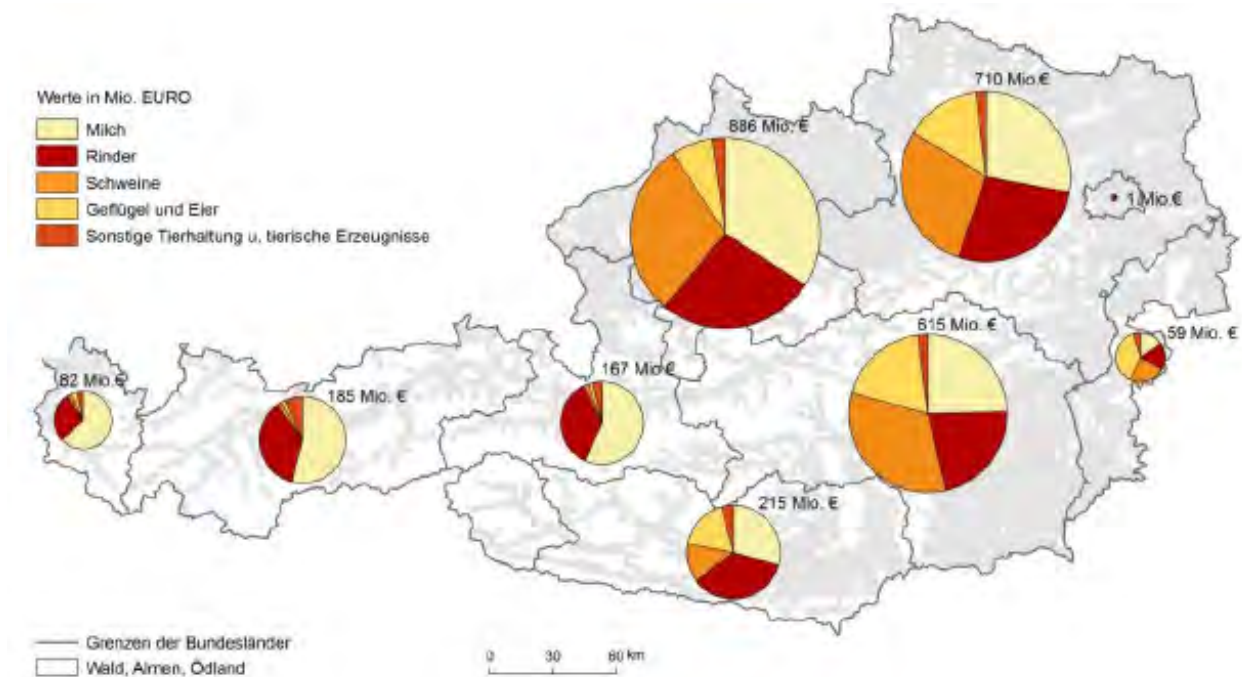 Werte in Mio. EURO
Milch
Rinder
Schweine
Geflügel und Eier
Sonstige Tierhaltung u. tierische Erzeugnisse
710 Mio.€
886 Mio. €
1 Mio.€
615 Mio. €
59 Mio. €
82 Mio.€
185 Mio. €
167 Mio.€
215 Mio. €
Grenzen der Bundesländer
Wald, Almen, Ödland
0 30 60 km